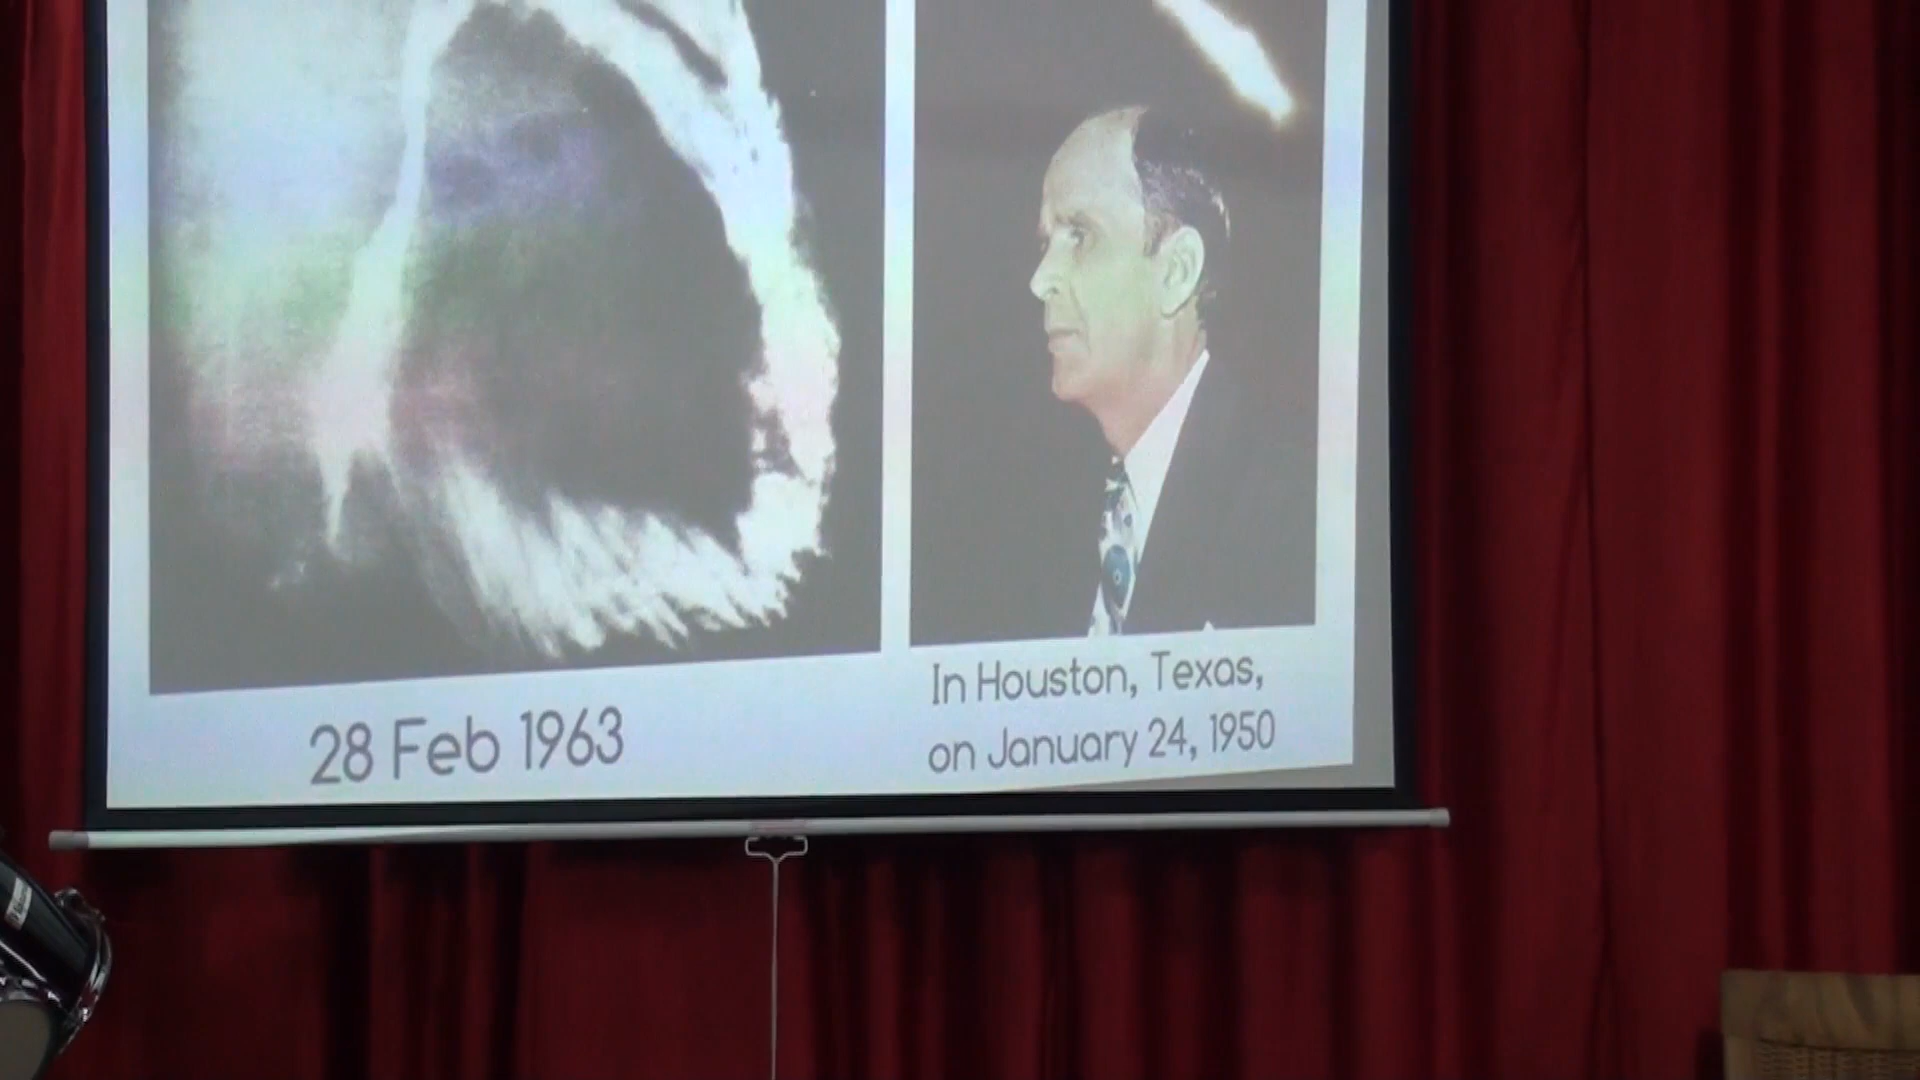 28 Feb 1963
In Houston, Texas,
on January 24, 1950